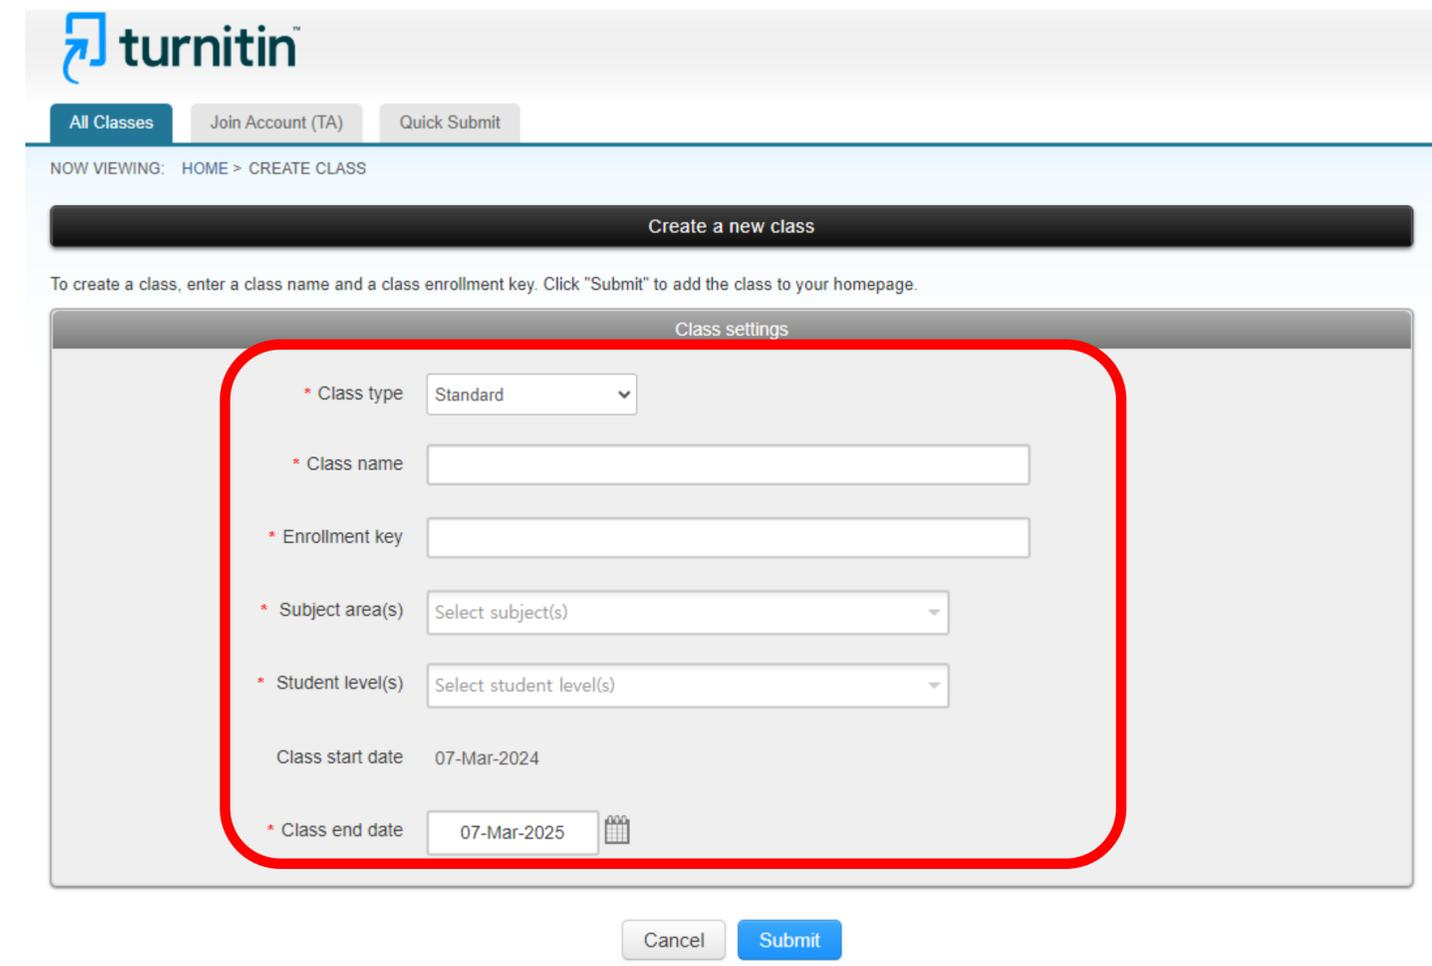 turnitin™
All Classes Join Account (TA) Quick Submit
NOW VIEWING: HOME > CREATE CLASS
Create a new class
To create a class, enter a class name and a class enrollment key. Click "Submit" to add the class to your homepage.
Class settings
* Class type Standard
* Class name
* Enrollment key
* Subject area(s) Select subject(s)
* Student level(s) Select student level(s)
Class start date 07-Mar-2024
* Class end date 07-Mar-2025
Cancel Submit